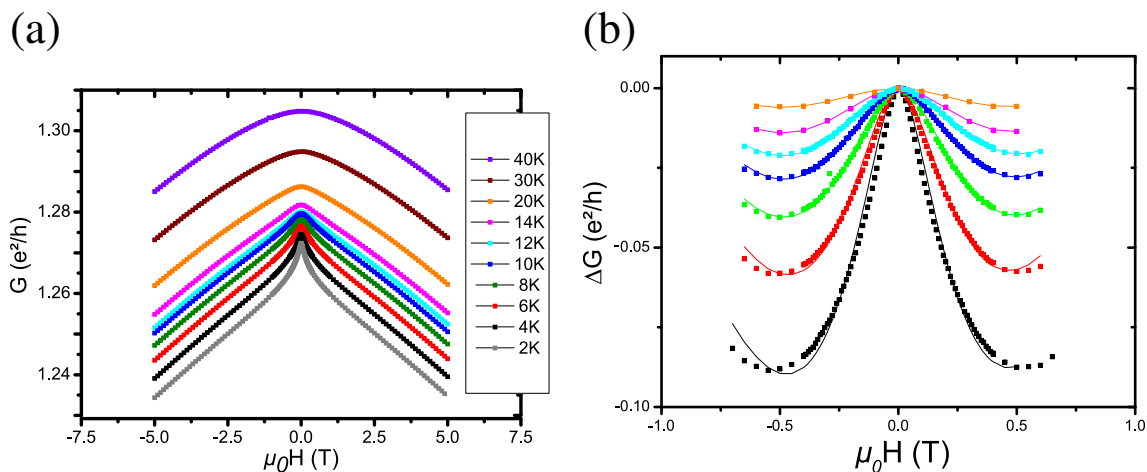 (a)
G (e²/h)
1.30
1.28
1.26
1.24
-7.5 -5.0 -2.5 0.0 2.5 5.0 7.5
μ₀H (T)
40K
30K
20K
14K
12K
10K
8K
6K
4K
2K
(b)
ΔG (e²/h)
0.00
-0.05
-0.10
-1.0 -0.5 0.0 0.5 1.0
μ₀H (T)